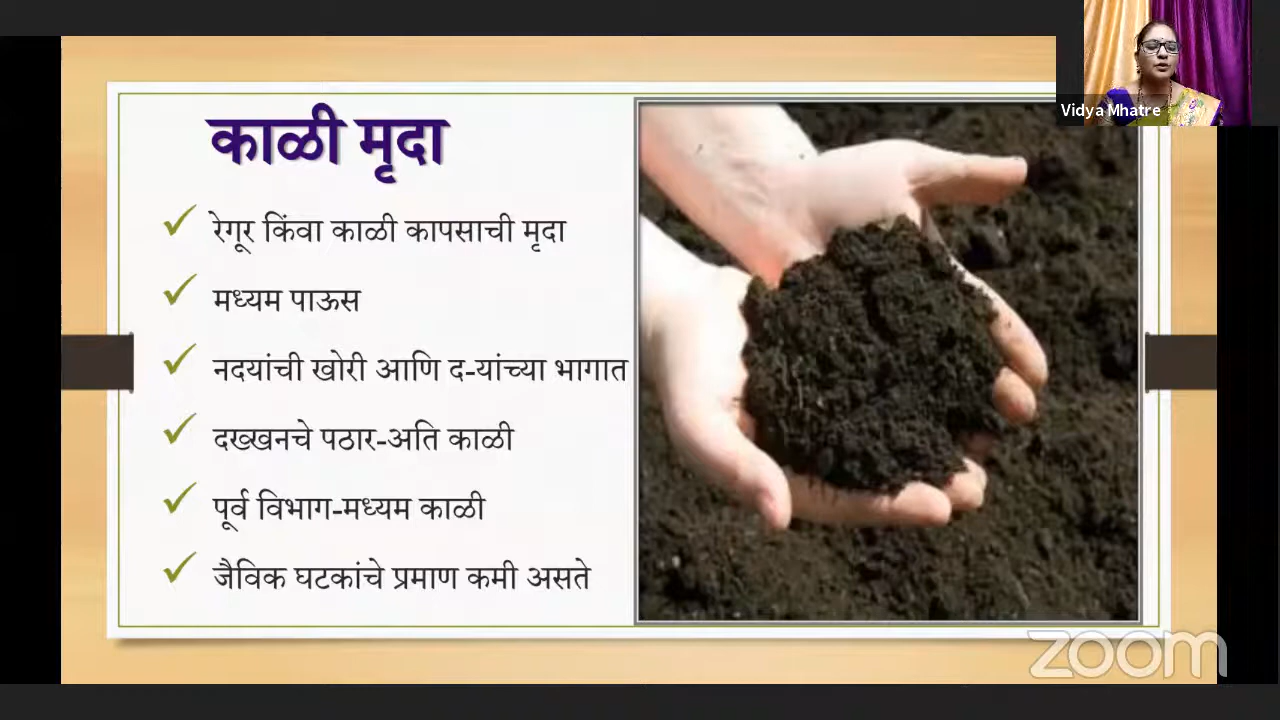 Vidya Mhatre
काळी मृदा
रेगूर किंवा काळी कापसाची मृदा
मध्यम पाऊस
नदयांची खोरी आणि द-यांच्या भागात
दख्खनचे पठार-अति काळी
पूर्व विभाग-मध्यम काळी
जैविक घटकांचे प्रमाण कमी असते
zoom